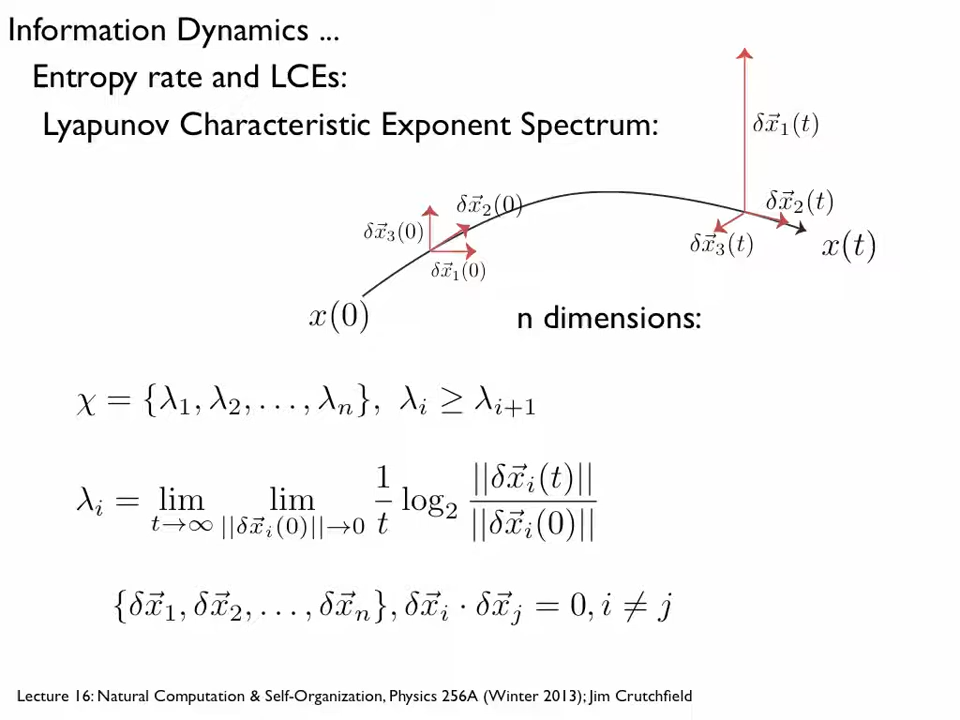 Information Dynamics ...
Entropy rate and LCEs:
Lyapunov Characteristic Exponent Spectrum:
δx⃗₁(t)
δx⃗₂(0)
δx⃗₂(t)
δx⃗₃(0)
δx⃗₃(t)
x(t)
δx⃗₁(0)
x(0)
n dimensions:
χ = {λ₁, λ₂, . . . , λₙ}, λᵢ ≥ λᵢ₊₁
λᵢ = lim_{t→∞} lim_{||δx⃗ᵢ(0)||→0} 1/t log₂ ||δx⃗ᵢ(t)||/||δx⃗ᵢ(0)||
{δx⃗₁, δx⃗₂, . . . , δx⃗ₙ}, δx⃗ᵢ · δx⃗ⱼ = 0, i ≠ j
Lecture 16: Natural Computation & Self-Organization, Physics 256A (Winter 2013); Jim Crutchfield